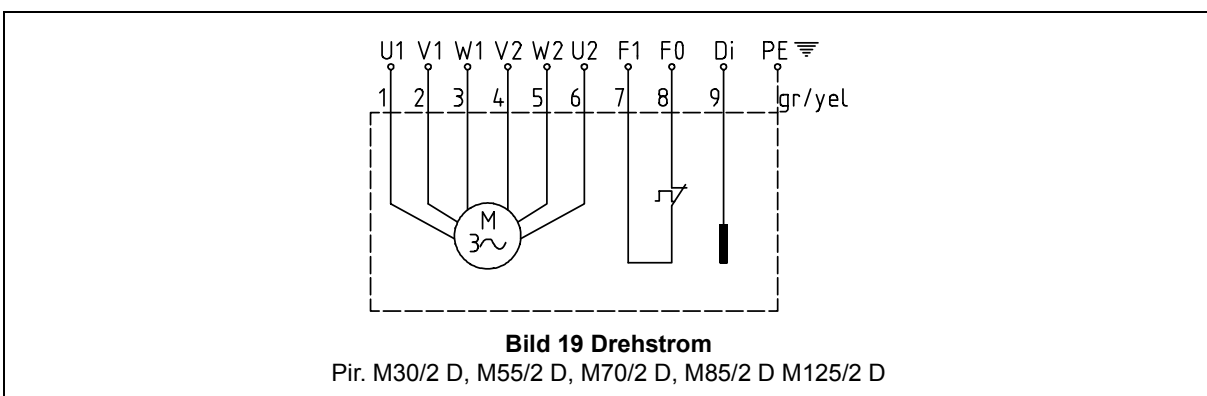 U1 V1 W1 V2 W2 U2 F1 F0 Di PE
1 2 3 4 5 6 7 8 9 gr/yel
M
3~
Bild 19 Drehstrom
Pir. M30/2 D, M55/2 D, M70/2 D, M85/2 D M125/2 D